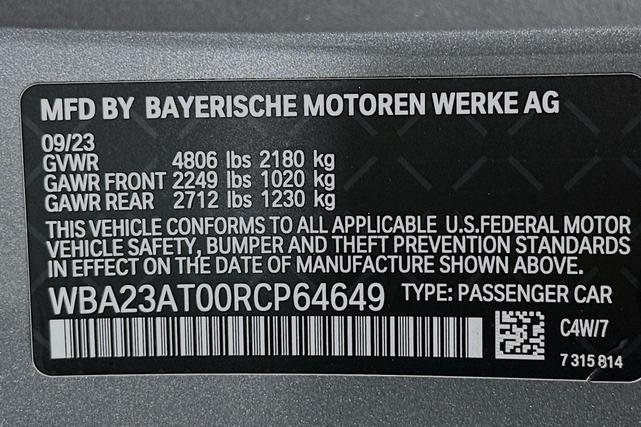 MFD BY BAYERISCHE MOTOREN WERKE AG
09/23
GVWR 4806 lbs 2180 kg
GAWR FRONT 2249 lbs 1020 kg
GAWR REAR 2712 lbs 1230 kg
THIS VEHICLE CONFORMS TO ALL APPLICABLE U.S.FEDERAL MOTOR
VEHICLE SAFETY, BUMPER AND THEFT PREVENTION STANDARDS
IN EFFECT ON THE DATE OF MANUFACTURE SHOWN ABOVE.
WBA23AT00RCP64649 TYPE: PASSENGER CAR
C4W/7
7 315 814